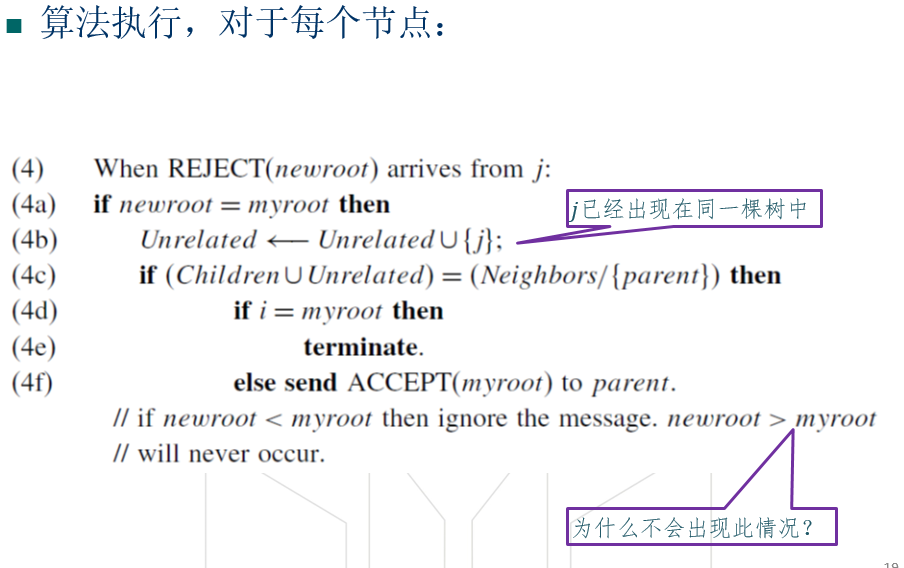 算法执行，对于每个节点：
(4) When REJECT(newroot) arrives from j:
(4a) if newroot = myroot then
j已经出现在同一棵树中
(4b) Unrelated ⟵ Unrelated ∪ {j};
(4c) if (Children ∪ Unrelated) = (Neighbors/{parent}) then
(4d) if i = myroot then
(4e) terminate.
(4f) else send ACCEPT(myroot) to parent.
// if newroot < myroot then ignore the message. newroot > myroot
// will never occur.
为什么不会出现此情况?
19